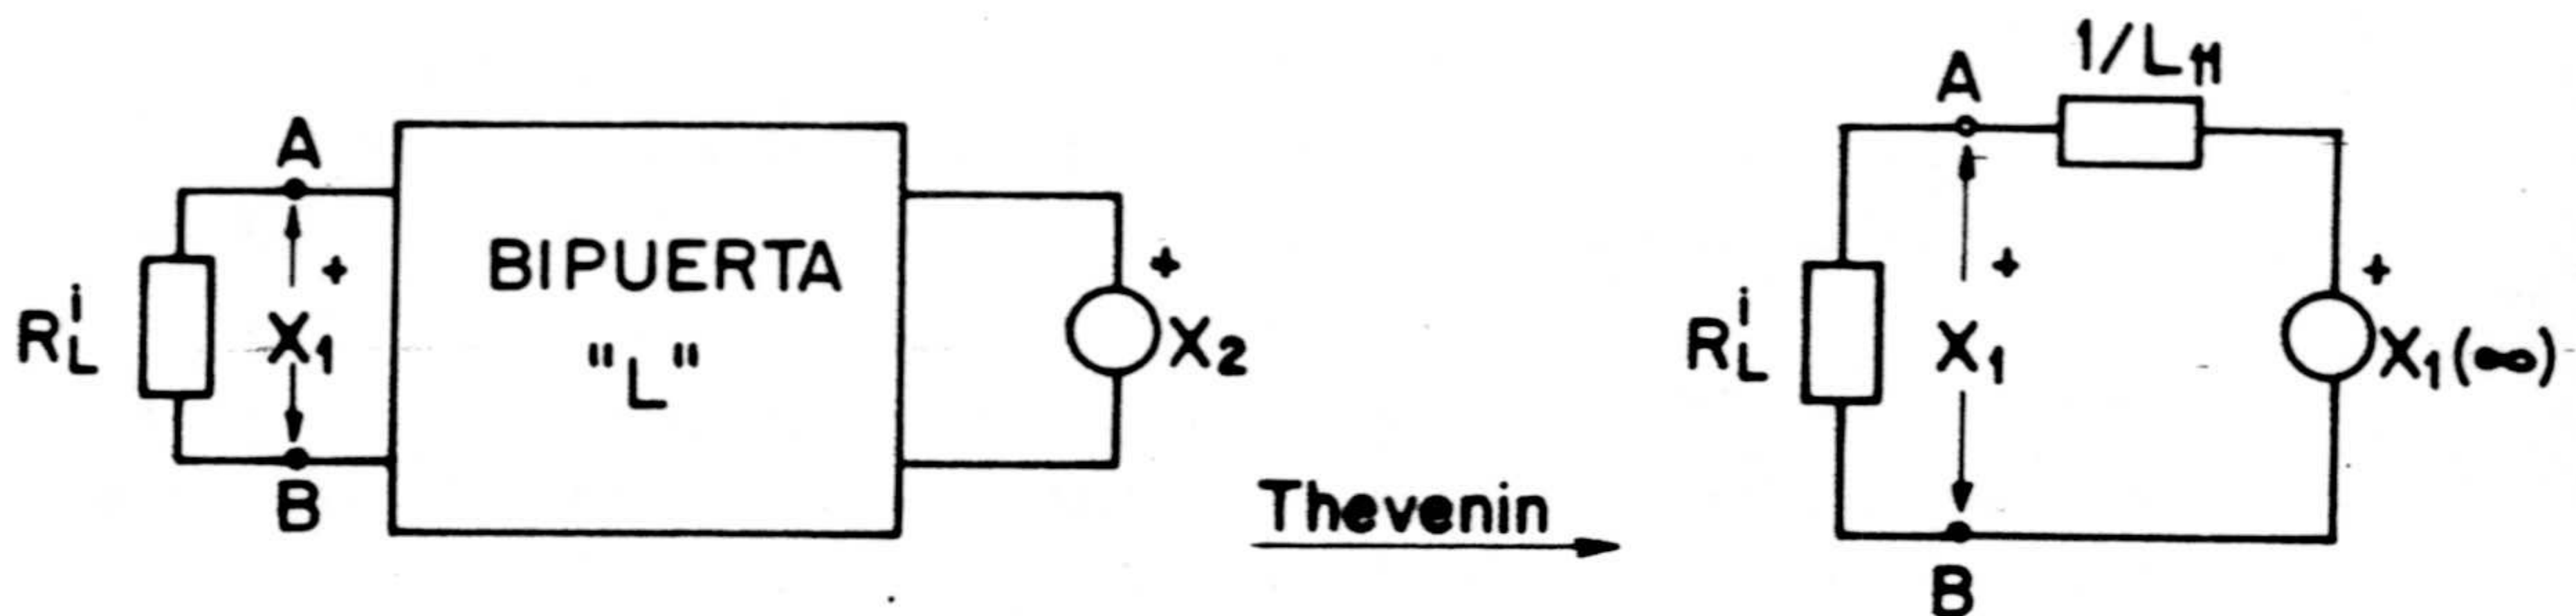 A
+
R_L^i
X₁
B
BIPUERTA
"L"
+
X₂
Thevenin
A
1/L₁₁
+
R_L^i
X₁
+
X₁(∞)
B